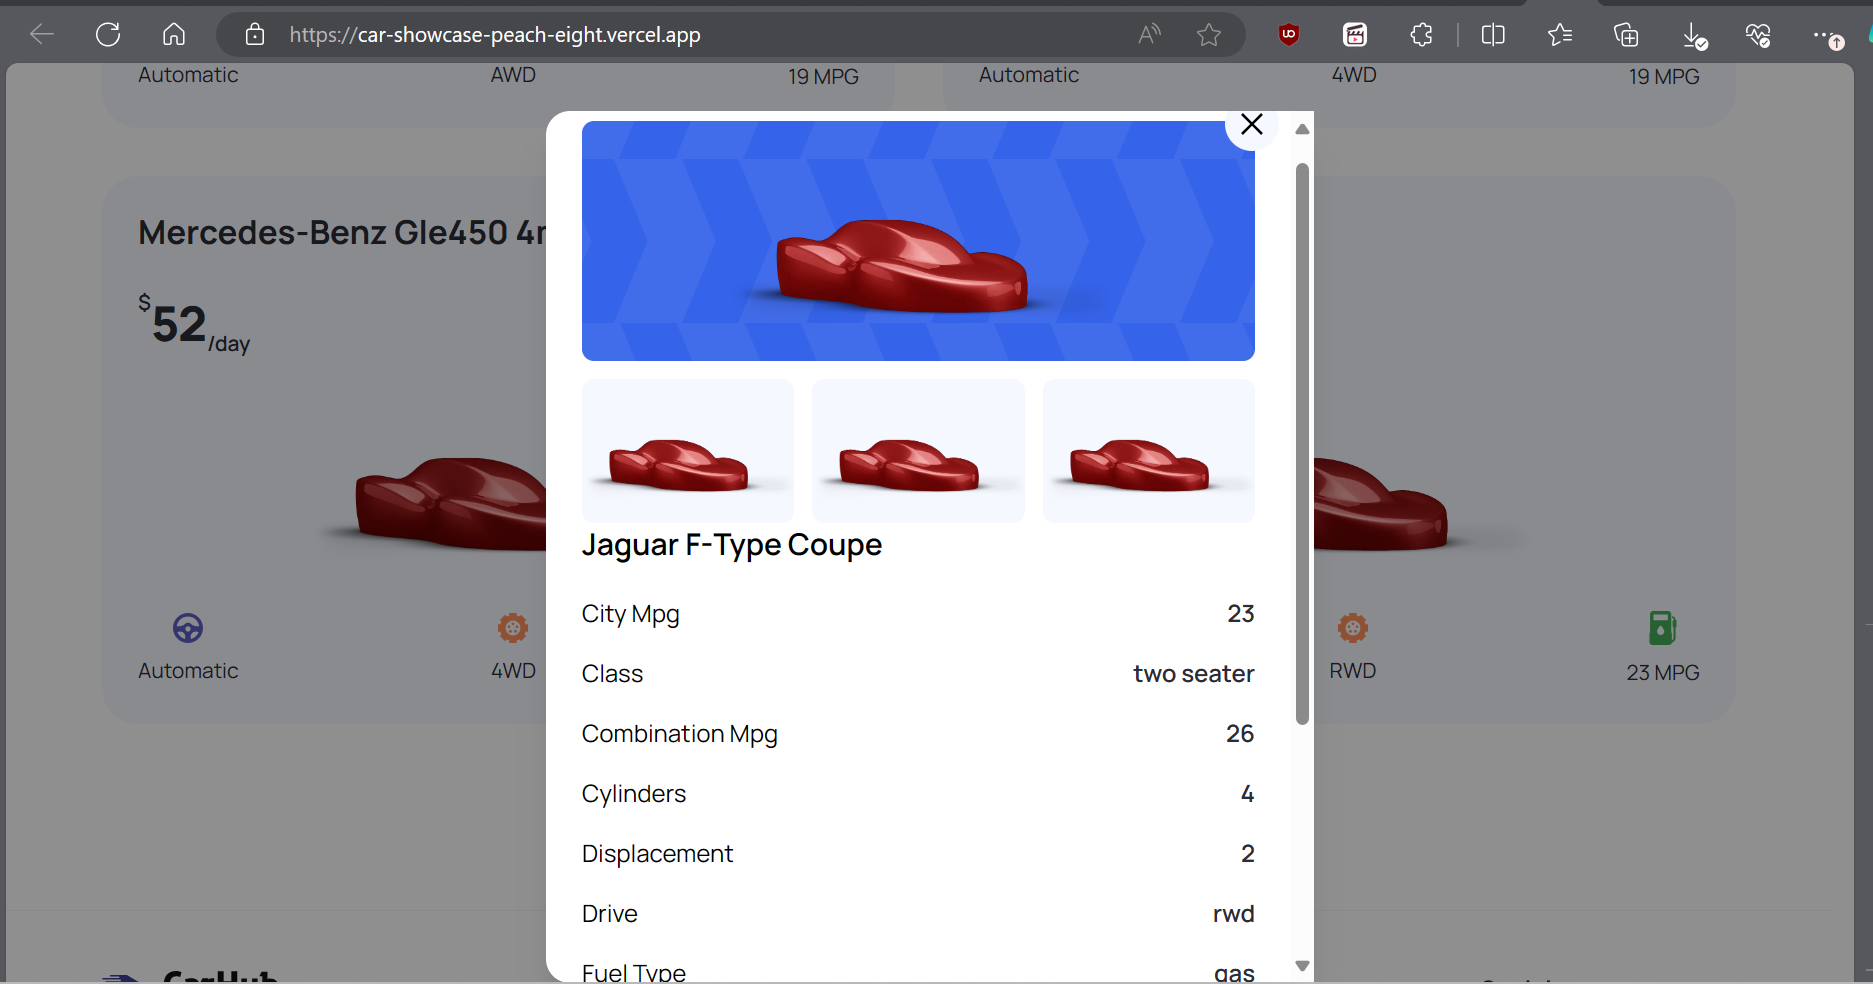 https://car-showcase-peach-eight.vercel.app
Automatic AWD 19 MPG Automatic 4WD 19 MPG
Mercedes-Benz Gle450 4m
$52/day
Automatic 4WD RWD 23 MPG
Jaguar F-Type Coupe
City Mpg 23
Class two seater
Combination Mpg 26
Cylinders 4
Displacement 2
Drive rwd
Fuel Type gas
CarHub